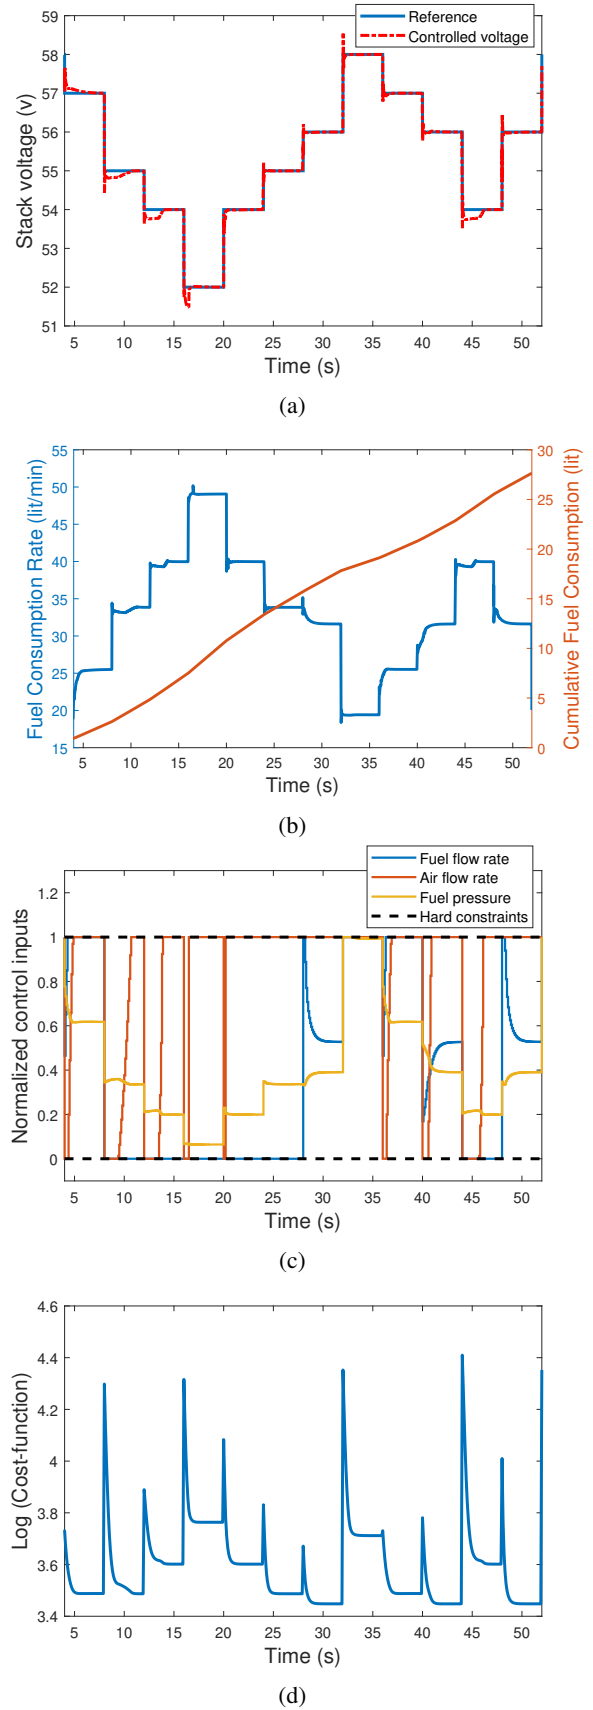 59
58
57
56
55
54
53
52
51
Stack voltage (v)
Reference
Controlled voltage
5 10 15 20 25 30 35 40 45 50
Time (s)
(a)
55
50
45
40
35
30
25
20
15
Fuel Consumption Rate (lit/min)
30
25
20
15
10
5
0
Cumulative Fuel Consumption (lit)
5 10 15 20 25 30 35 40 45 50
Time (s)
(b)
Fuel flow rate
Air flow rate
Fuel pressure
Hard constraints
1.2
1
0.8
0.6
0.4
0.2
0
Normalized control inputs
5 10 15 20 25 30 35 40 45 50
Time (s)
(c)
4.6
4.4
4.2
4
3.8
3.6
3.4
Log (Cost-function)
5 10 15 20 25 30 35 40 45 50
Time (s)
(d)